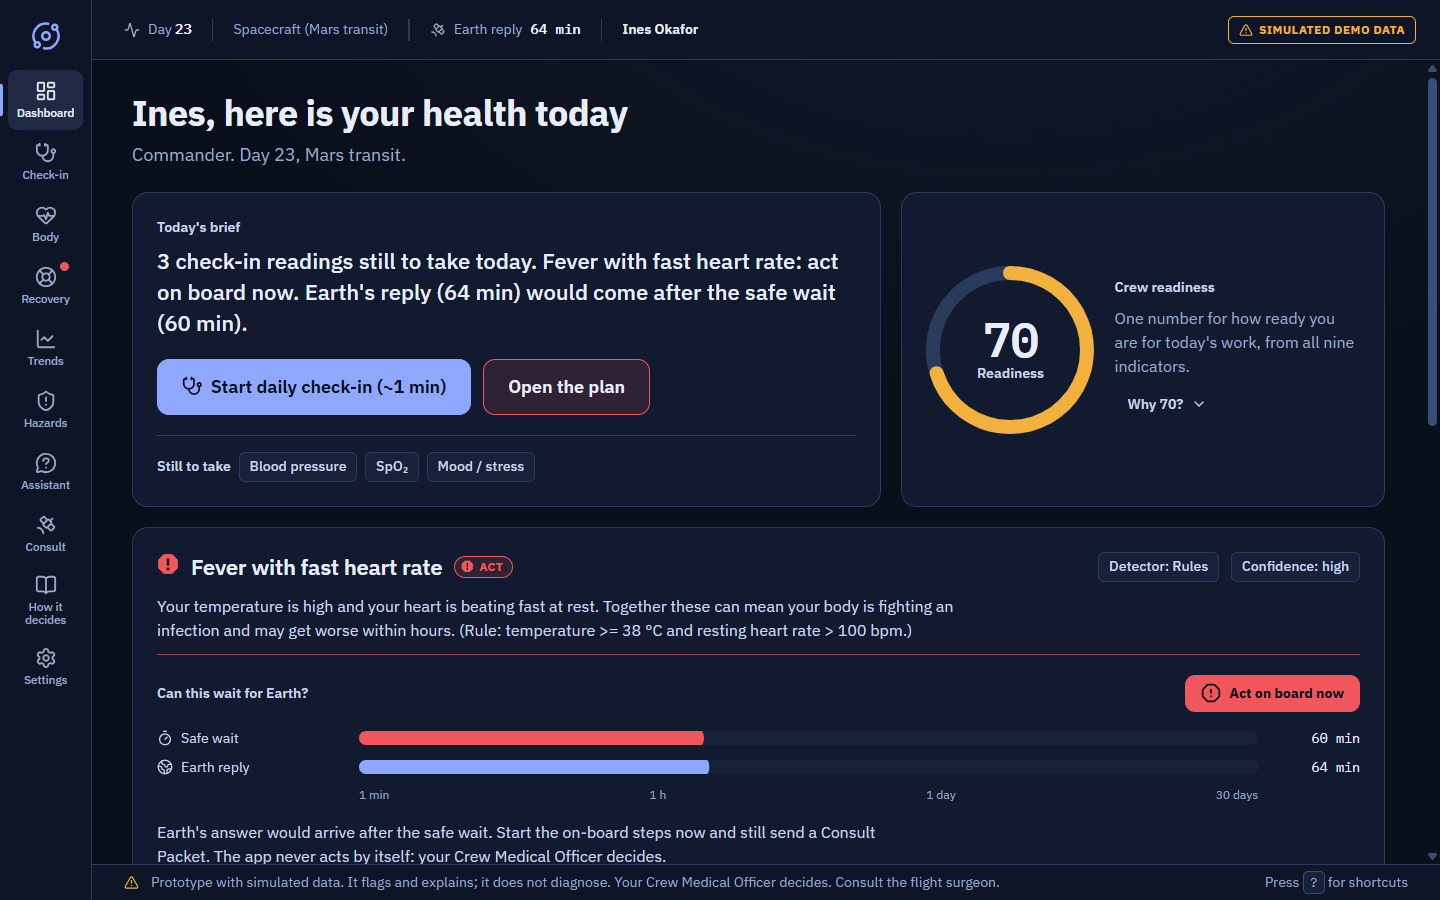 Day 23
Spacecraft (Mars transit)
Earth reply 64 min
Ines Okafor
SIMULATED DEMO DATA
Dashboard
Check-in
Body
Recovery
Trends
Hazards
Assistant
Consult
How it
decides
Settings
Ines, here is your health today
Commander. Day 23, Mars transit.
Today's brief
3 check-in readings still to take today. Fever with fast heart rate: act
on board now. Earth's reply (64 min) would come after the safe wait
(60 min).
Start daily check-in (~1 min)
Open the plan
Still to take
Blood pressure
SpO₂
Mood / stress
70
Readiness
Crew readiness
One number for how ready you
are for today's work, from all nine
indicators.
Why 70?
Fever with fast heart rate
ACT
Detector: Rules
Confidence: high
Your temperature is high and your heart is beating fast at rest. Together these can mean your body is fighting an
infection and may get worse within hours. (Rule: temperature >= 38 °C and resting heart rate > 100 bpm.)
Can this wait for Earth?
Act on board now
Safe wait
60 min
Earth reply
64 min
1 min
1 h
1 day
30 days
Earth's answer would arrive after the safe wait. Start the on-board steps now and still send a Consult
Packet. The app never acts by itself: your Crew Medical Officer decides.
Prototype with simulated data. It flags and explains; it does not diagnose. Your Crew Medical Officer decides. Consult the flight surgeon.
Press ? for shortcuts